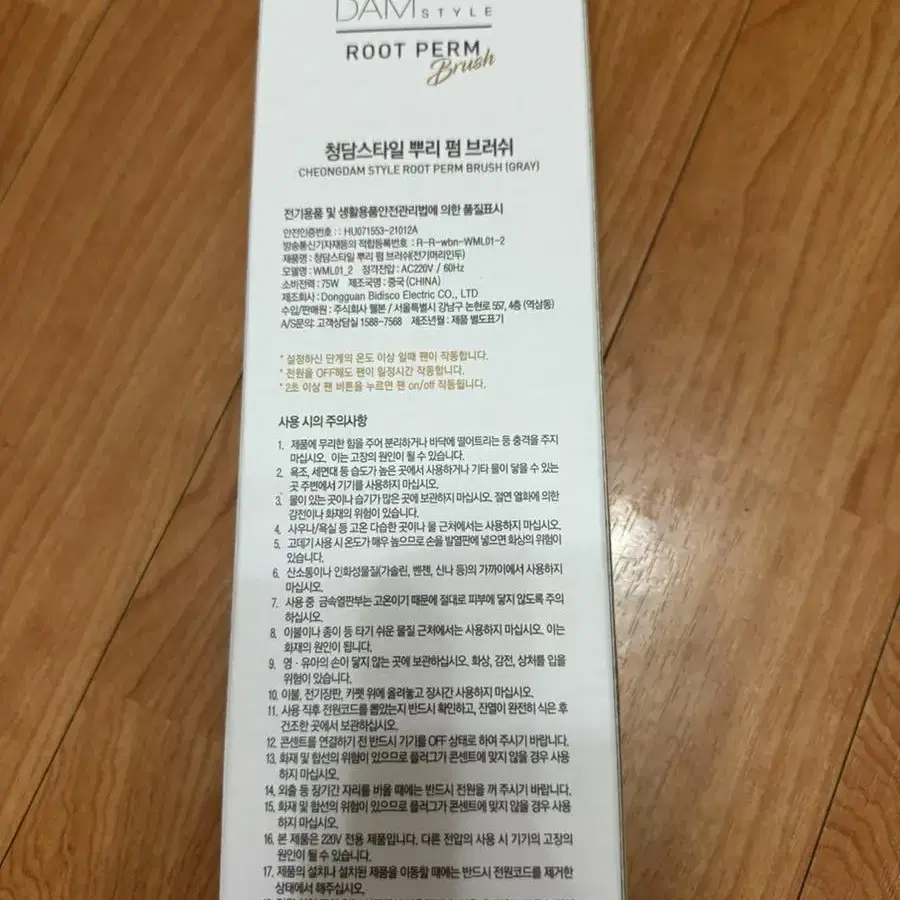 DAM STYLE
ROOT PERM
Brush
청담스타일 뿌리 펌 브러쉬
CHEONGDAM STYLE ROOT PERM BRUSH (GRAY)
전기용품 및 생활용품안전관리법에 의한 품질표시
안전인증번호 : : HU071553-21012A
방송통신기자재등의 적합등록번호 : R-R-wbn-WML01-2
제품명 : 청담스타일 뿌리 펌 브러쉬(전기머리인두)
모델명 : WML01_2 정격전압 : AC220V / 60Hz
소비전력 : 75W 제조국명 : 중국 (CHINA)
제조회사 : Dongguan Bidisco Electric CO., LTD
수입/판매원 : 주식회사 웰본 / 서울특별시 강남구 논현로 557, 4층 (역삼동)
A/S문의: 고객상담실 1588-7568 제조년월 : 제품 별도표기
* 설정하신 단계의 온도 이상 일때 팬이 작동합니다.
* 전원을 OFF해도 팬이 일정시간 작동합니다.
* 2초 이상 팬 버튼을 누르면 팬 on/off 작동됩니다.
사용 시의 주의사항
1. 제품에 무리한 힘을 주어 분리하거나 바닥에 떨어트리는 등 충격을 주지
마십시오. 이는 고장의 원인이 될 수 있습니다.
2. 욕조, 세면대 등 습도가 높은 곳에서 사용하거나 기타 물이 닿을 수 있는
곳 주변에서 기기를 사용하지 마십시오.
3. 물이 있는 곳이나 습기가 많은 곳에 보관하지 마십시오. 절연 열화에 의한
감전이나 화재의 위험이 있습니다.
4. 사우나/욕실 등 고온 다습한 곳이나 물 근처에서는 사용하지 마십시오.
5. 고데기 사용 시 온도가 매우 높으므로 손을 발열판에 넣으면 화상의 위험이
있습니다.
6. 산소통이나 인화성물질(가솔린, 벤젠, 신나 등)의 가까이에서 사용하지
마십시오.
7. 사용 중 금속열판부는 고온이기 때문에 절대로 피부에 닿지 않도록 주의
하십시오.
8. 이불이나 종이 등 타기 쉬운 물질 근처에서는 사용하지 마십시오. 이는
화재의 원인이 됩니다.
9. 영·유아의 손이 닿지 않는 곳에 보관하십시오. 화상, 감전, 상처를 입을
위험이 있습니다.
10. 이불, 전기장판, 카펫 위에 올려놓고 장시간 사용하지 마십시오.
11. 사용 직후 전원코드를 뽑았는지 반드시 확인하고, 잔열이 완전히 식은 후
건조한 곳에서 보관하십시오.
12. 콘센트를 연결하기 전 반드시 기기를 OFF 상태로 하여 주시기 바랍니다.
13. 화재 및 합선의 위험이 있으므로 플러그가 콘센트에 맞지 않을 경우 사용
하지 마십시오.
14. 외출 등 장기간 자리를 비울 때에는 반드시 전원을 꺼 주시기 바랍니다.
15. 화재 및 합선의 위험이 있으므로 플러그가 콘센트에 맞지 않을 경우 사용
하지 마십시오.
16. 본 제품은 220V 전용 제품입니다. 다른 전압의 사용 시 기기의 고장의
원인이 될 수 있습니다.
17. 제품의 설치나 설치된 제품을 이동할 때에는 반드시 전원코드를 제거한
상태에서 해주십시오.